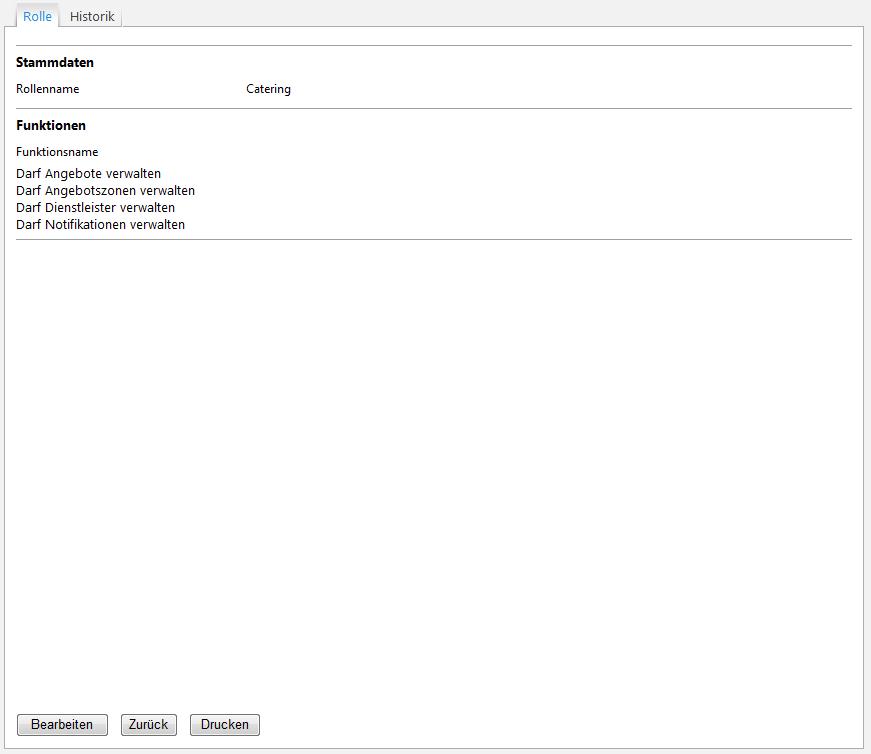 Rolle Historik
Stammdaten
Rollenname Catering
Funktionen
Funktionsname
Darf Angebote verwalten
Darf Angebotszonen verwalten
Darf Dienstleister verwalten
Darf Notifikationen verwalten
Bearbeiten Zurück Drucken